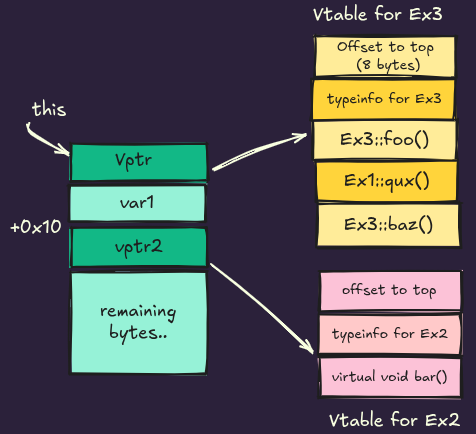 Vtable for Ex3
Offset to top
(8 bytes)
typeinfo for Ex3
Ex3::foo()
Ex1::qux()
Ex3::baz()
this
Vptr
var1
+0x10
vptr2
remaining
bytes..
offset to top
typeinfo for Ex2
virtual void bar()
Vtable for Ex2